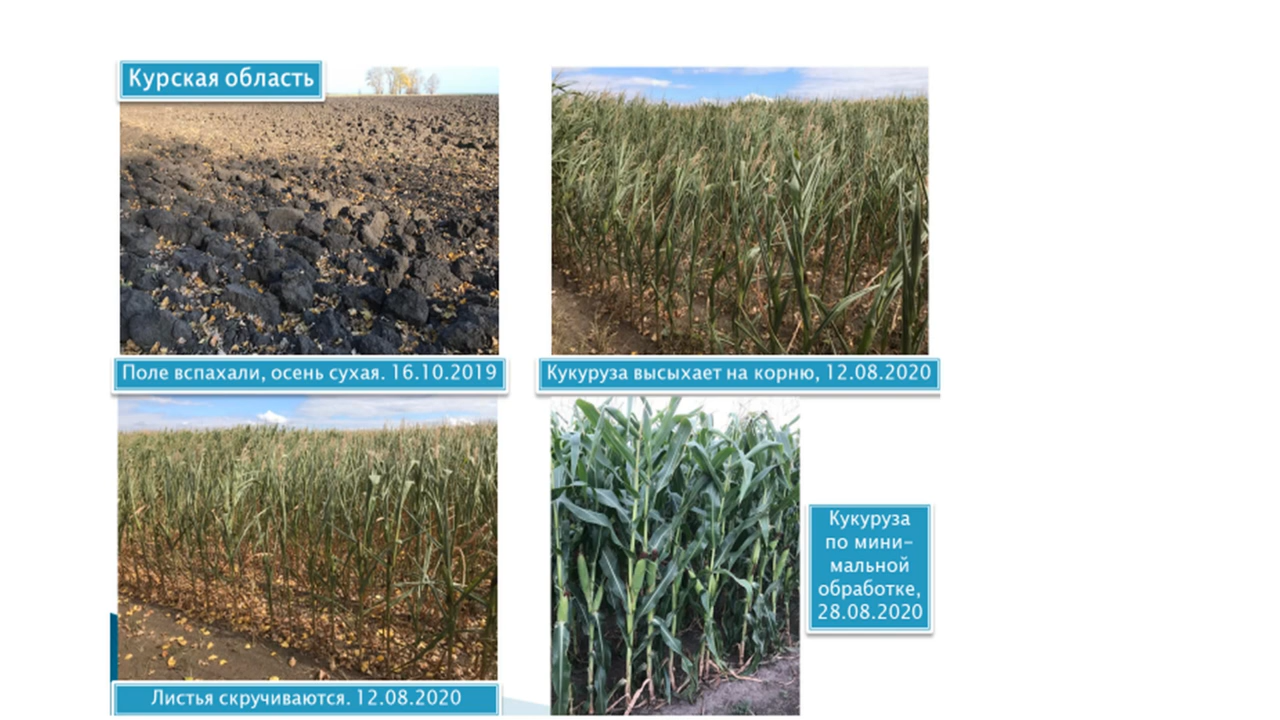 Курская область
Поле вспахали, осень сухая. 16.10.2019
Кукуруза высыхает на корню, 12.08.2020
Листья скручиваются. 12.08.2020
Кукуруза
по мини-
мальной
обработке,
28.08.2020